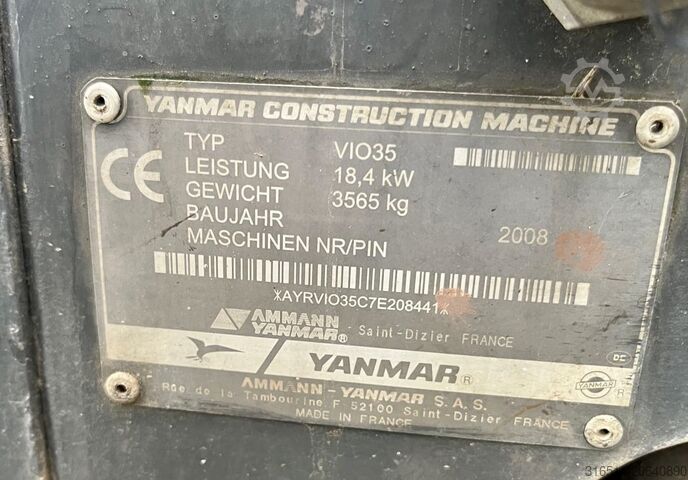 YANMAR CONSTRUCTION MACHINE
CE
TYP VIO35
LEISTUNG 18,4 kW
GEWICHT 3565 kg
BAUJAHR 2008
MASCHINEN NR/PIN
*AYRVIO35C7E208441*
AMMANN YANMAR® Saint-Dizier FRANCE
DE
YANMAR®
YANMAR R
AMMANN - YANMAR S.A.S.
Rue de la Tambourine F 52100 Saint-Dizier FRANCE
MADE IN FRANCE